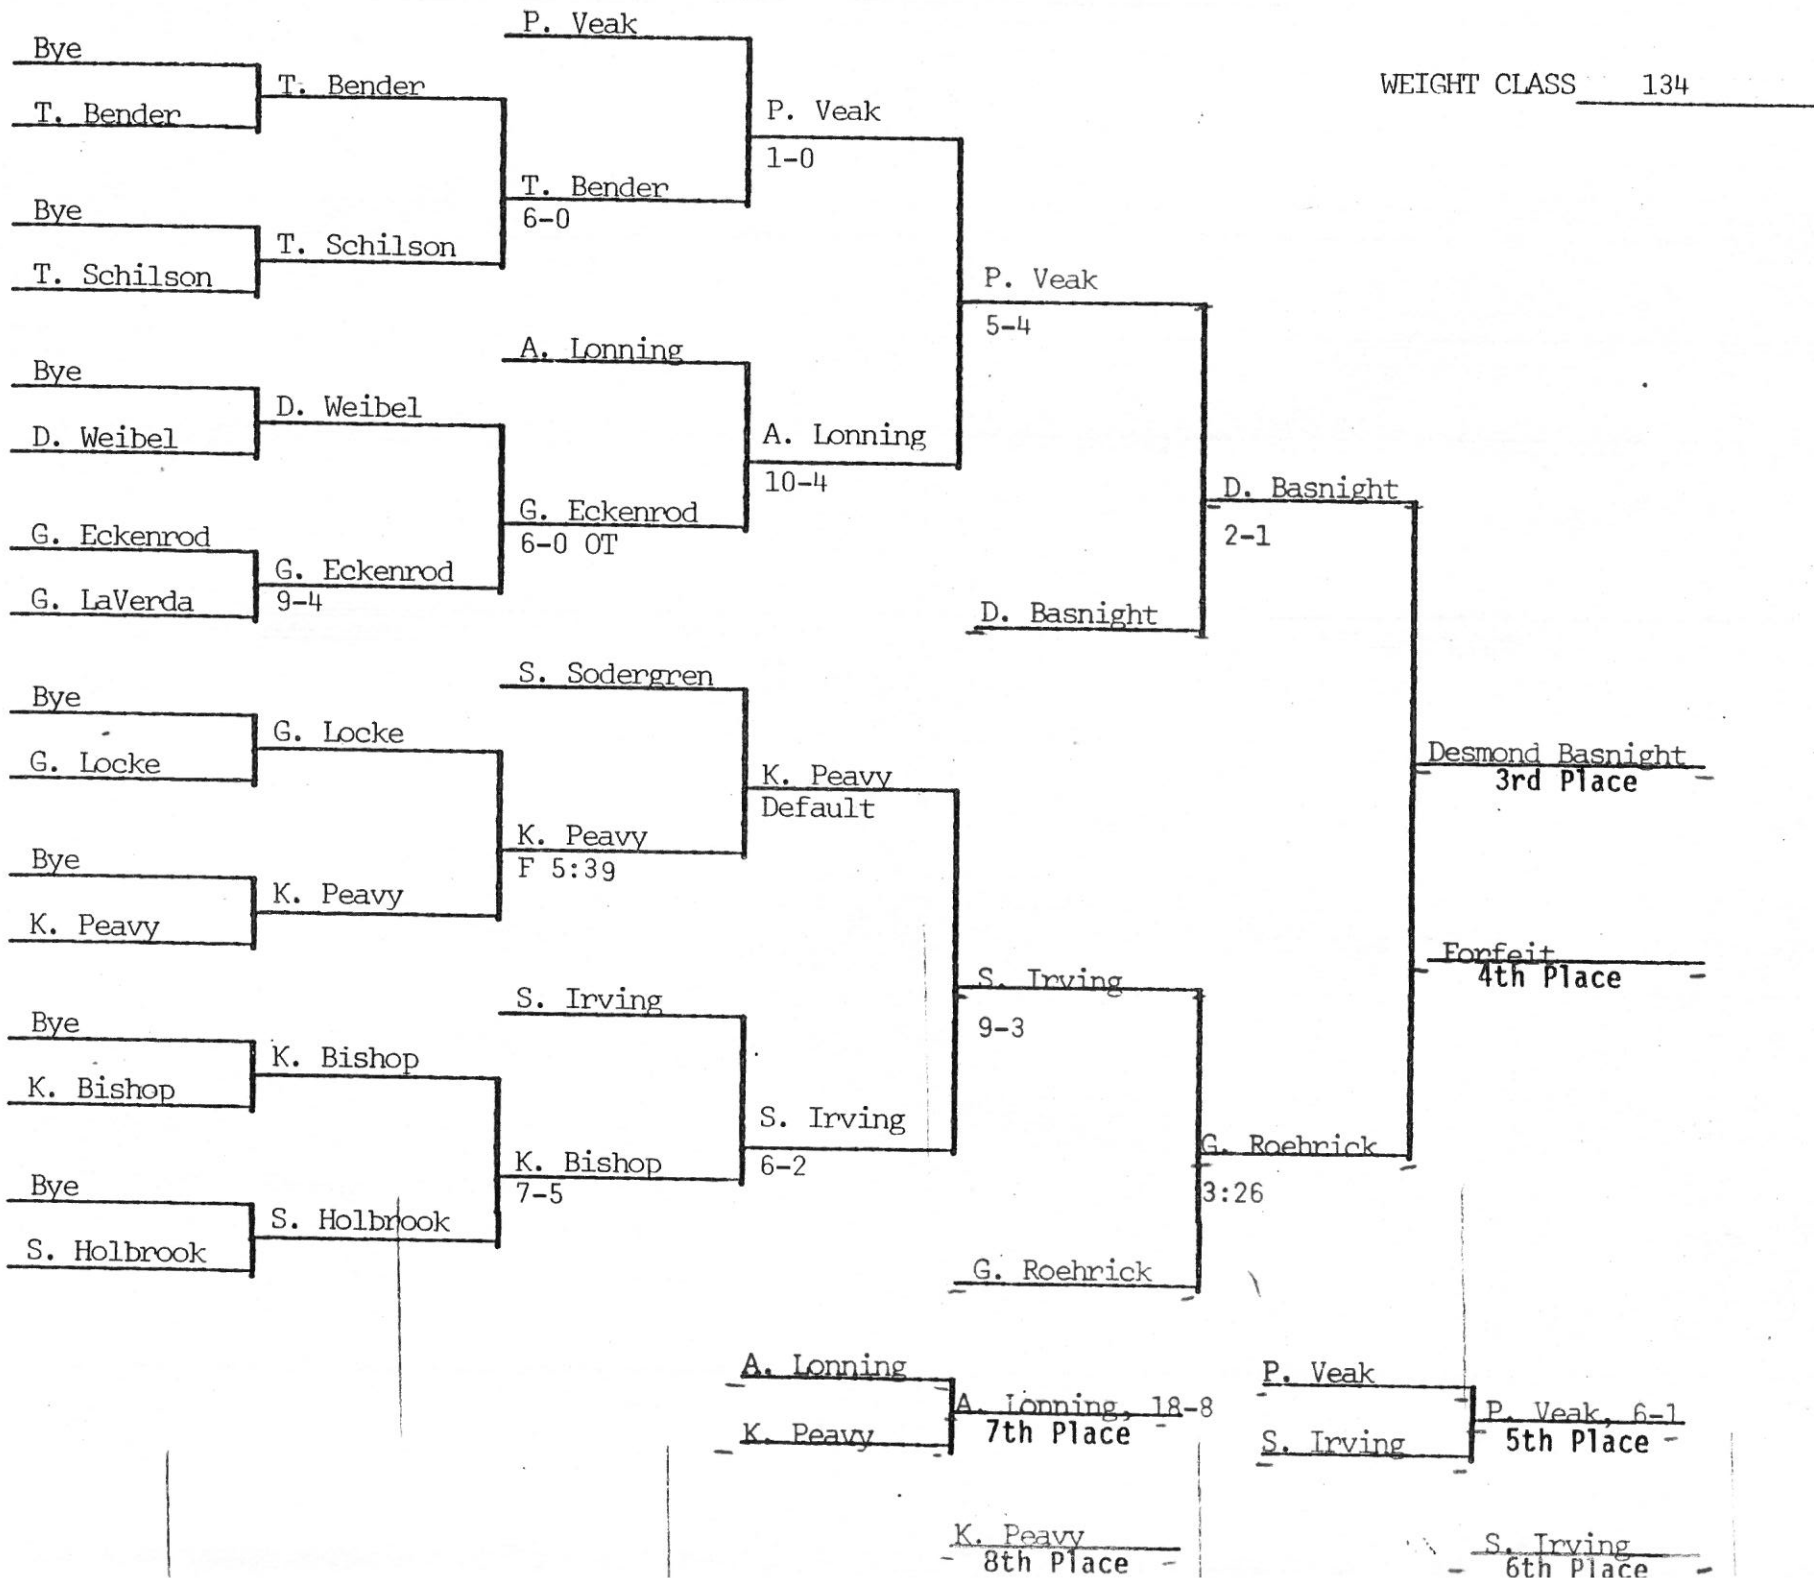 WEIGHT CLASS 134
Bye
T. Bender
Bye
T. Schilson
Bye
D. Weibel
G. Eckenrod
G. LaVerda
Bye
G. Locke
Bye
K. Peavy
Bye
K. Bishop
Bye
S. Holbrook
T. Bender
T. Schilson
D. Weibel
G. Eckenrod
9-4
G. Locke
K. Peavy
K. Bishop
S. Holbrook
P. Veak
T. Bender
6-0
A. Lonning
G. Eckenrod
6-0 OT
S. Sodergren
K. Peavy
F 5:39
S. Irving
K. Bishop
7-5
P. Veak
1-0
A. Lonning
10-4
K. Peavy
Default
S. Irving
6-2
P. Veak
5-4
D. Basnight
S. Irving
9-3
G. Roehrick
D. Basnight
2-1
G. Roehrick
3:26
Desmond Basnight
3rd Place
Forfeit
4th Place
A. Lonning
K. Peavy
A. Lonning, 18-8
7th Place
K. Peavy
8th Place
P. Veak
S. Irving
P. Veak, 6-1
5th Place
S. Irving
6th Place